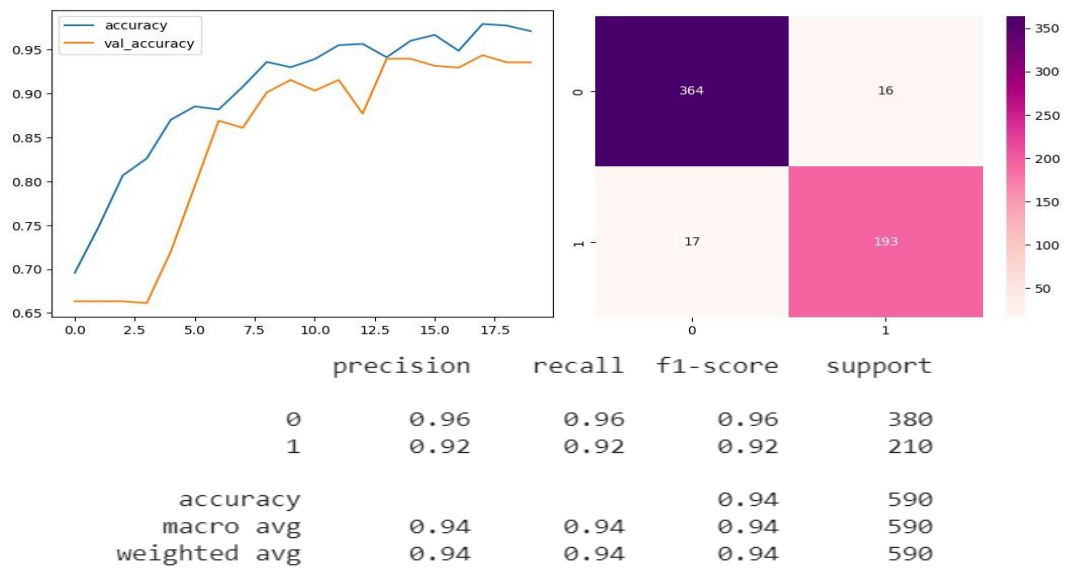 accuracy
val_accuracy
0.95
0.90
0.85
0.80
0.75
0.70
0.65
0.0 2.5 5.0 7.5 10.0 12.5 15.0 17.5
0 364 16
1 17 193
0 1
350
300
250
200
150
100
50
precision recall f1-score support
0 0.96 0.96 0.96 380
1 0.92 0.92 0.92 210
accuracy 0.94 590
macro avg 0.94 0.94 0.94 590
weighted avg 0.94 0.94 0.94 590